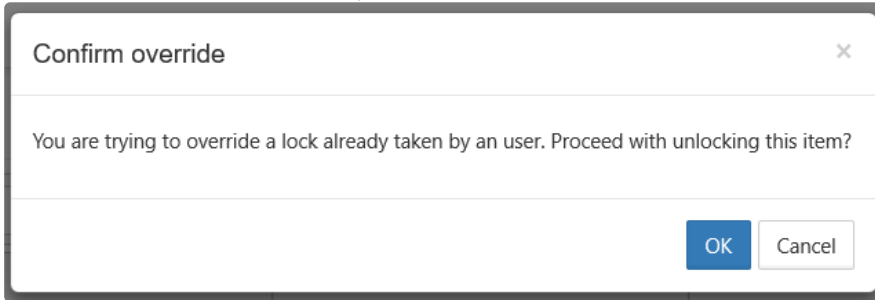 Confirm override
×
You are trying to override a lock already taken by an user. Proceed with unlocking this item?
OK
Cancel